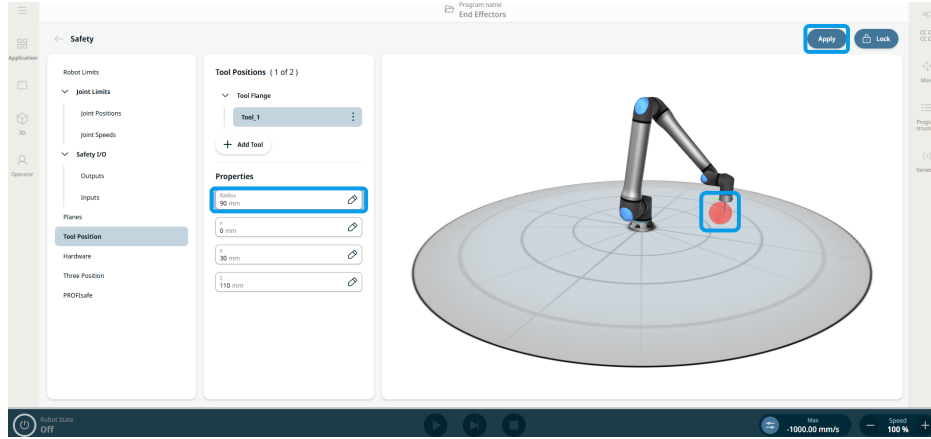 Program name
End Effectors
Safety
Apply
Lock
Application
3D
Operator
Robot Limits
Joint Limits
Joint Positions
Joint Speeds
Safety I/O
Outputs
Inputs
Planes
Tool Position
Hardware
Three Position
PROFIsafe
Tool Positions ( 1 of 2 )
Tool Flange
Tool_1
+ Add Tool
Properties
Radius
90 mm
X
0 mm
Y
30 mm
Z
110 mm
Mov
Progr
struct
Variab
Robot State
Off
Max
-1000.00 mm/s
Speed
100 %